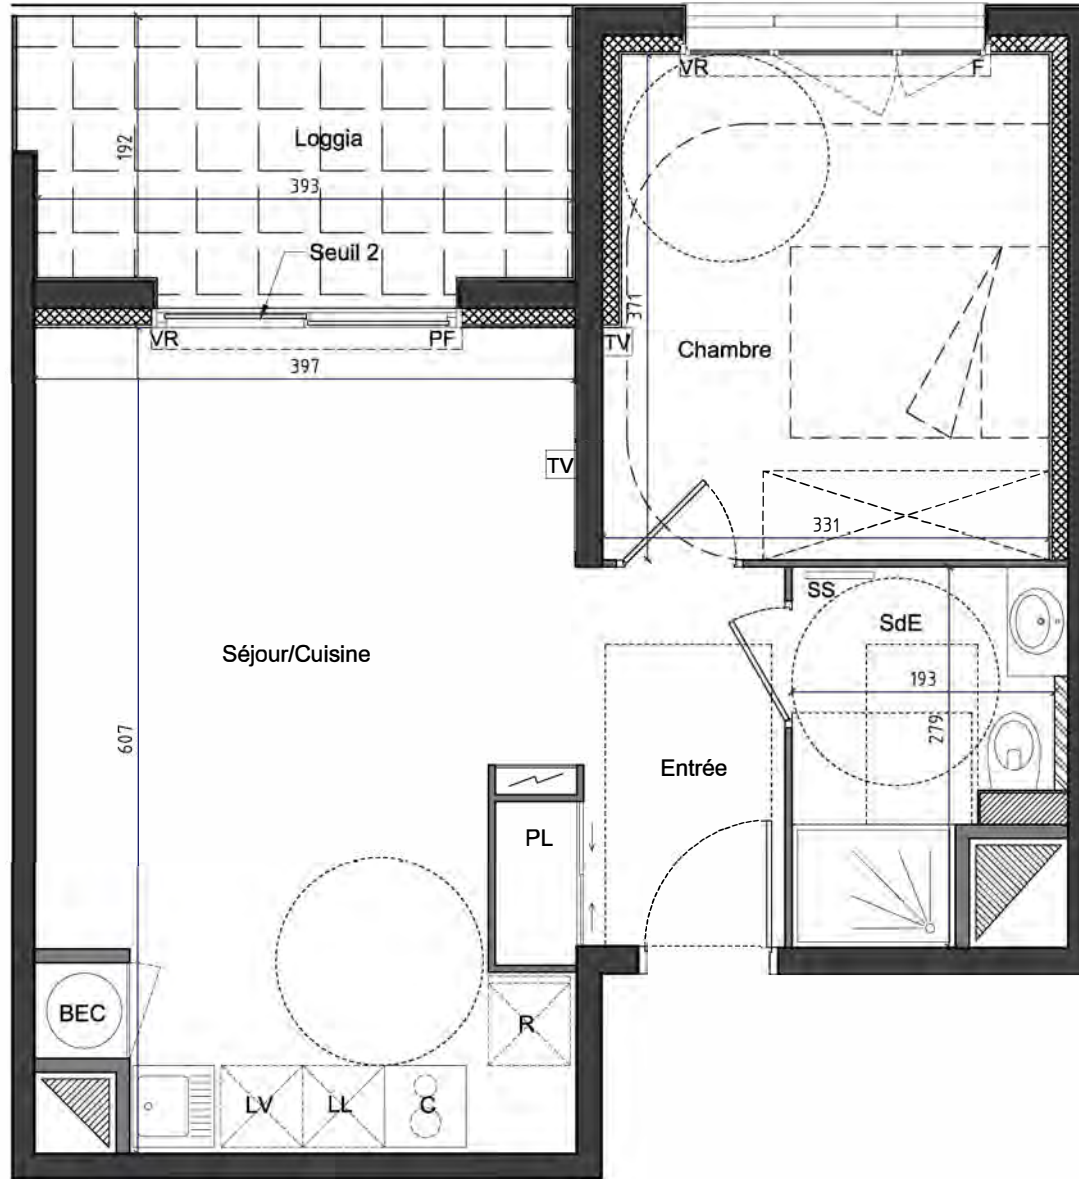 VR
F
Loggia
192
393
Seuil 2
VR
PF
397
371
TV
Chambre
TV
331
SS
SdE
Séjour/Cuisine
193
279
607
Entrée
PL
BEC
R
LV
LL
C